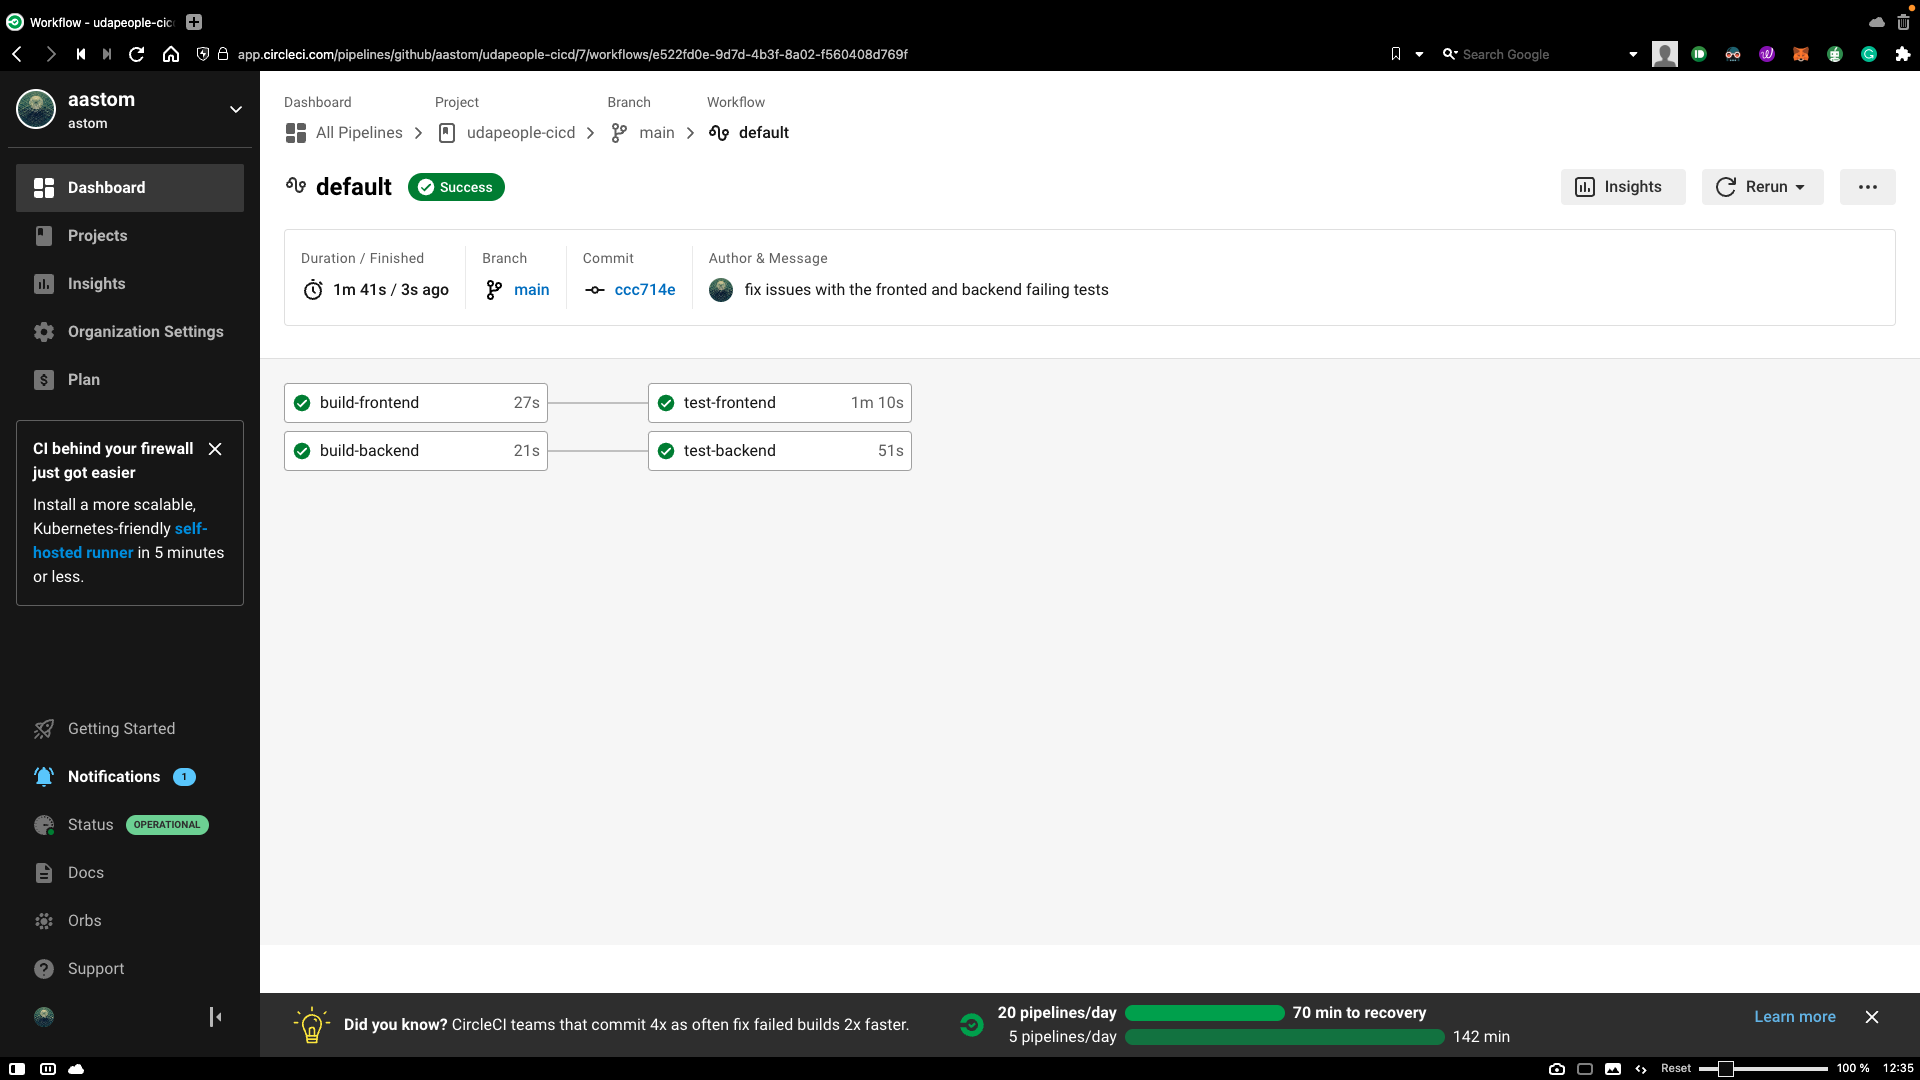 Workflow - udapeople-cic
app.circleci.com/pipelines/github/aastom/udapeople-cicd/7/workflows/e522fd0e-9d7d-4b3f-8a02-f560408d769f
Search Google
aastom
astom
Dashboard
Projects
Insights
Organization Settings
Plan
CI behind your firewall
just got easier
Install a more scalable,
Kubernetes-friendly self-
hosted runner in 5 minutes
or less.
Getting Started
Notifications 1
Status OPERATIONAL
Docs
Orbs
Support
Dashboard Project Branch Workflow
All Pipelines udapeople-cicd main default
default Success
Insights Rerun
Duration / Finished Branch Commit Author & Message
1m 41s / 3s ago main ccc714e fix issues with the fronted and backend failing tests
build-frontend 27s test-frontend 1m 10s
build-backend 21s test-backend 51s
Did you know? CircleCI teams that commit 4x as often fix failed builds 2x faster.
20 pipelines/day 70 min to recovery
5 pipelines/day 142 min
Learn more
Reset 100 % 12:35